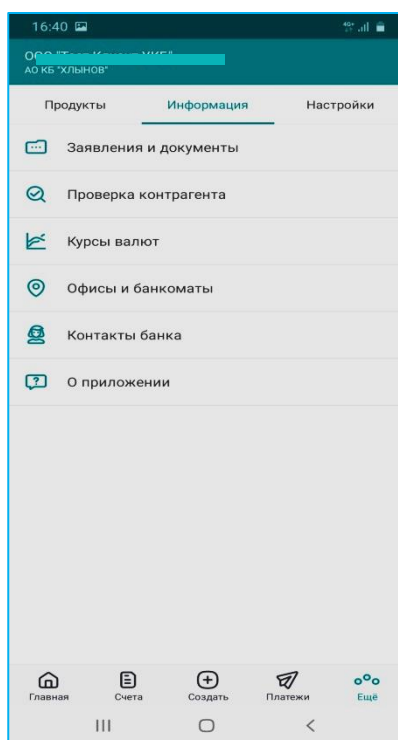 16:40
ООО
АО КБ "ХЛЫНОВ"
Продукты Информация Настройки
Заявления и документы
Проверка контрагента
Курсы валют
Офисы и банкоматы
Контакты банка
О приложении
Главная Счета Создать Платежи Ещё